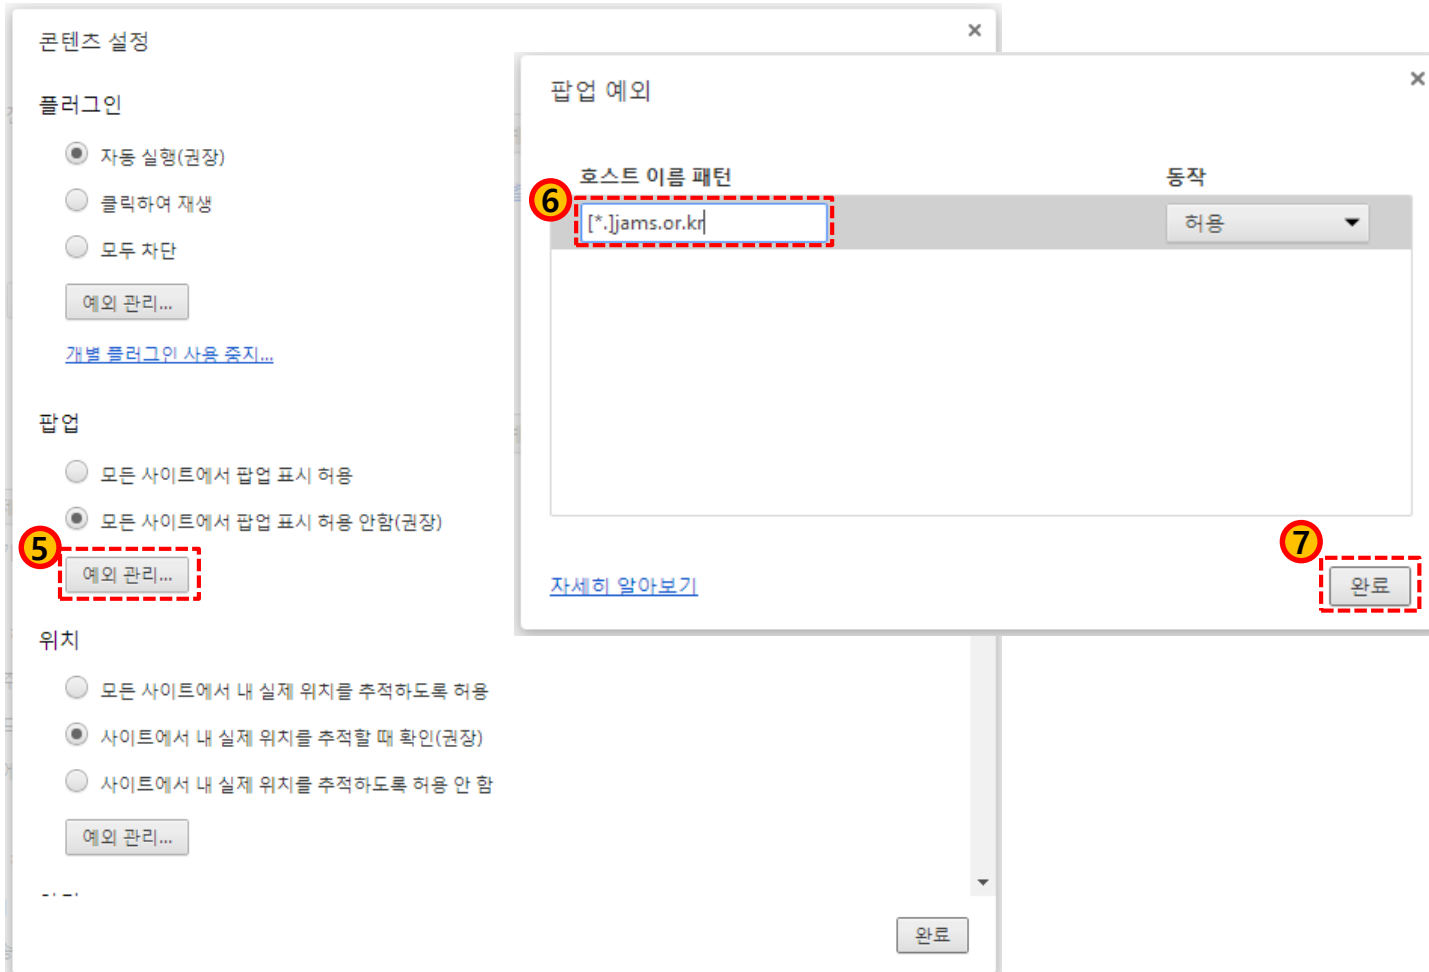 콘텐츠 설정
플러그인
자동 실행(권장)
클릭하여 재생
모두 차단
예외 관리...
개별 플러그인 사용 중지...
팝업
모든 사이트에서 팝업 표시 허용
모든 사이트에서 팝업 표시 허용 안함(권장)
5
예외 관리...
위치
모든 사이트에서 내 실제 위치를 추적하도록 허용
사이트에서 내 실제 위치를 추적할 때 확인(권장)
사이트에서 내 실제 위치를 추적하도록 허용 안 함
예외 관리...
완료
팝업 예외
호스트 이름 패턴 동작
6
[*.]jams.or.kr 허용
7
자세히 알아보기 완료